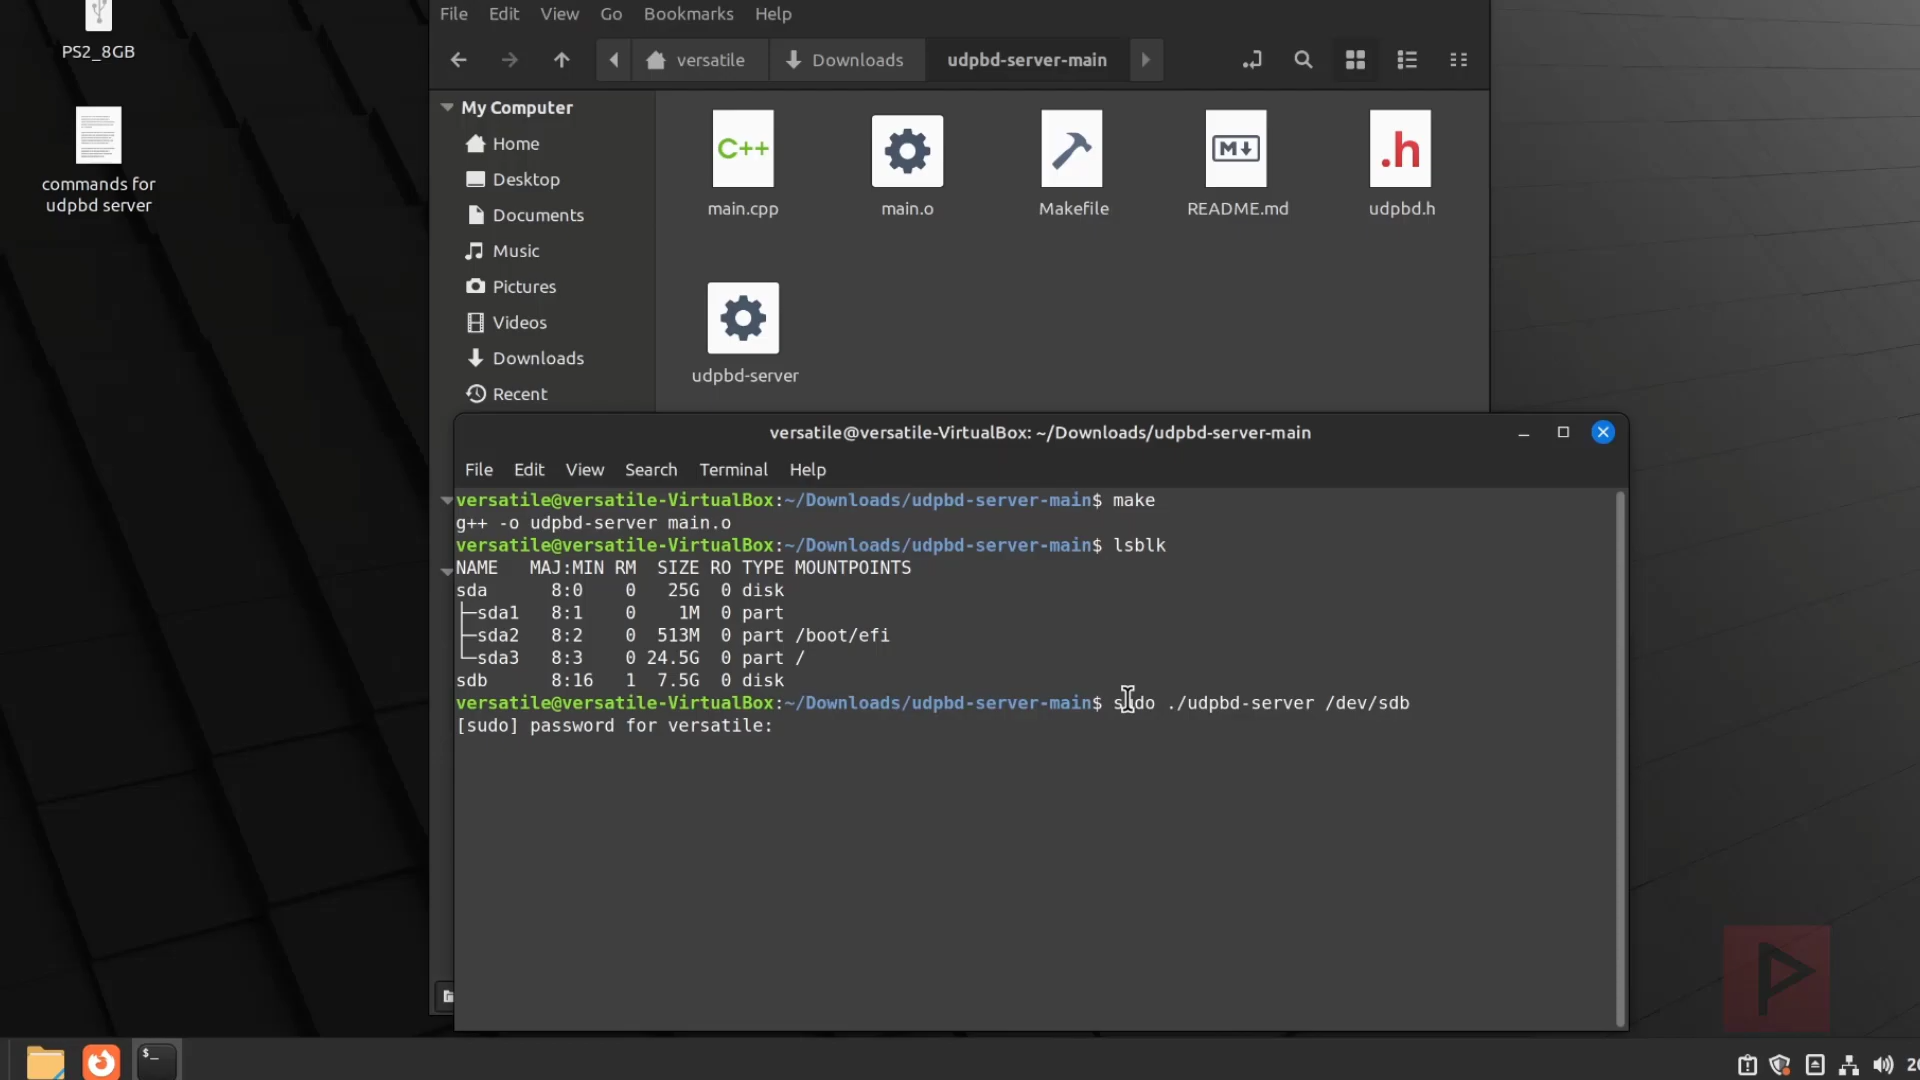 PS2_8GB
commands for
udpbd server
File Edit View Go Bookmarks Help
versatile Downloads udpbd-server-main
My Computer
Home
Desktop
Documents
Music
Pictures
Videos
Downloads
Recent
C++
M
.h
main.cpp main.o Makefile README.md udpbd.h
udpbd-server
versatile@versatile-VirtualBox: ~/Downloads/udpbd-server-main
File Edit View Search Terminal Help
versatile@versatile-VirtualBox:~/Downloads/udpbd-server-main$ make
g++ -o udpbd-server main.o
versatile@versatile-VirtualBox:~/Downloads/udpbd-server-main$ lsblk
NAME MAJ:MIN RM SIZE RO TYPE MOUNTPOINTS
sda 8:0 0 25G 0 disk
├─sda1 8:1 0 1M 0 part
├─sda2 8:2 0 513M 0 part /boot/efi
└─sda3 8:3 0 24.5G 0 part /
sdb 8:16 1 7.5G 0 disk
versatile@versatile-VirtualBox:~/Downloads/udpbd-server-main$ sudo ./udpbd-server /dev/sdb
[sudo] password for versatile:
$_